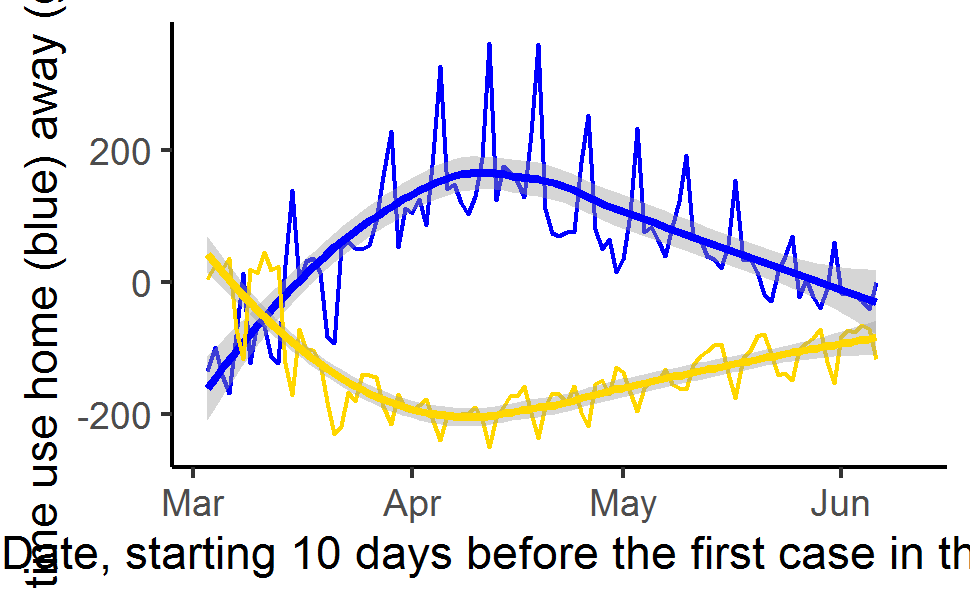 time use home (blue) away (
200
0
-200
Mar Apr May Jun
Date, starting 10 days before the first case in th